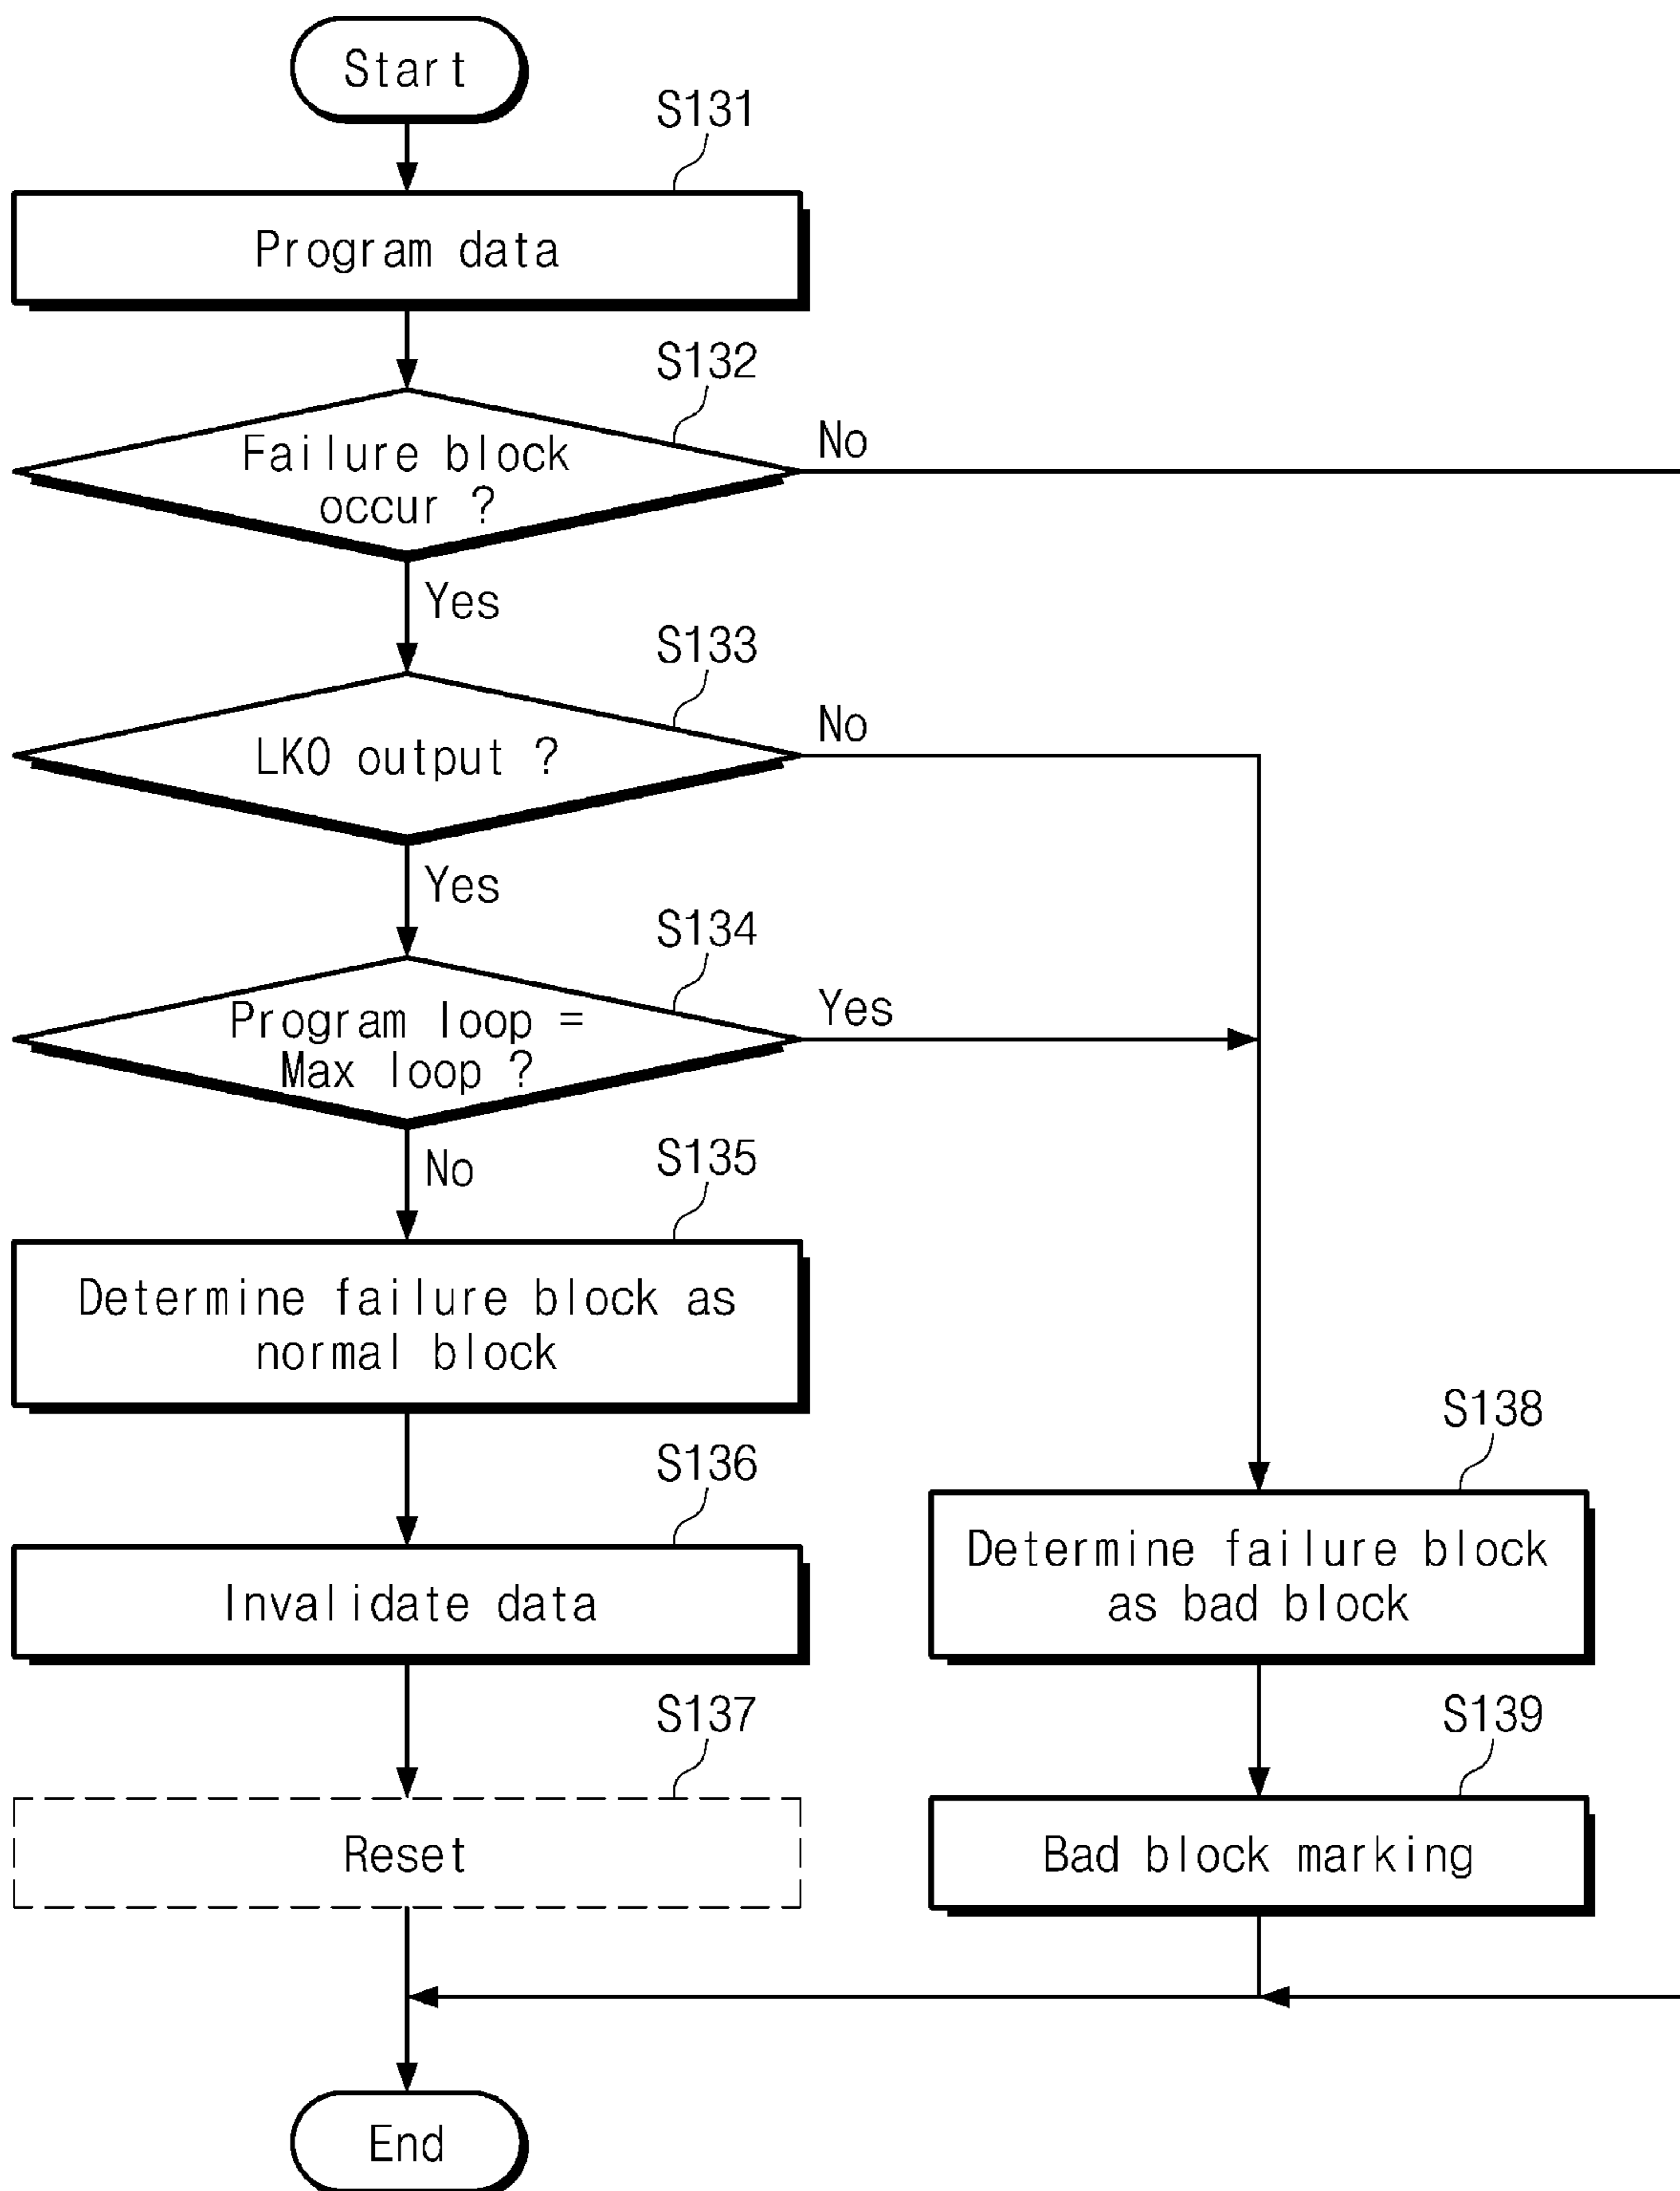 Start
S131
Program data
S132
Failure block
occur ?
No
Yes
S133
LKO output ?
No
Yes
S134
Program loop =
Max loop ?
Yes
No
S135
Determine failure block as
normal block
S138
Determine failure block
as bad block
S136
Invalidate data
S137
Reset
S139
Bad block marking
End